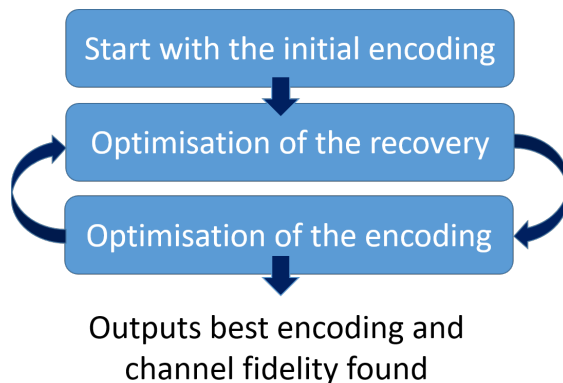 Start with the initial encoding
Optimisation of the recovery
Optimisation of the encoding
Outputs best encoding and
channel fidelity found